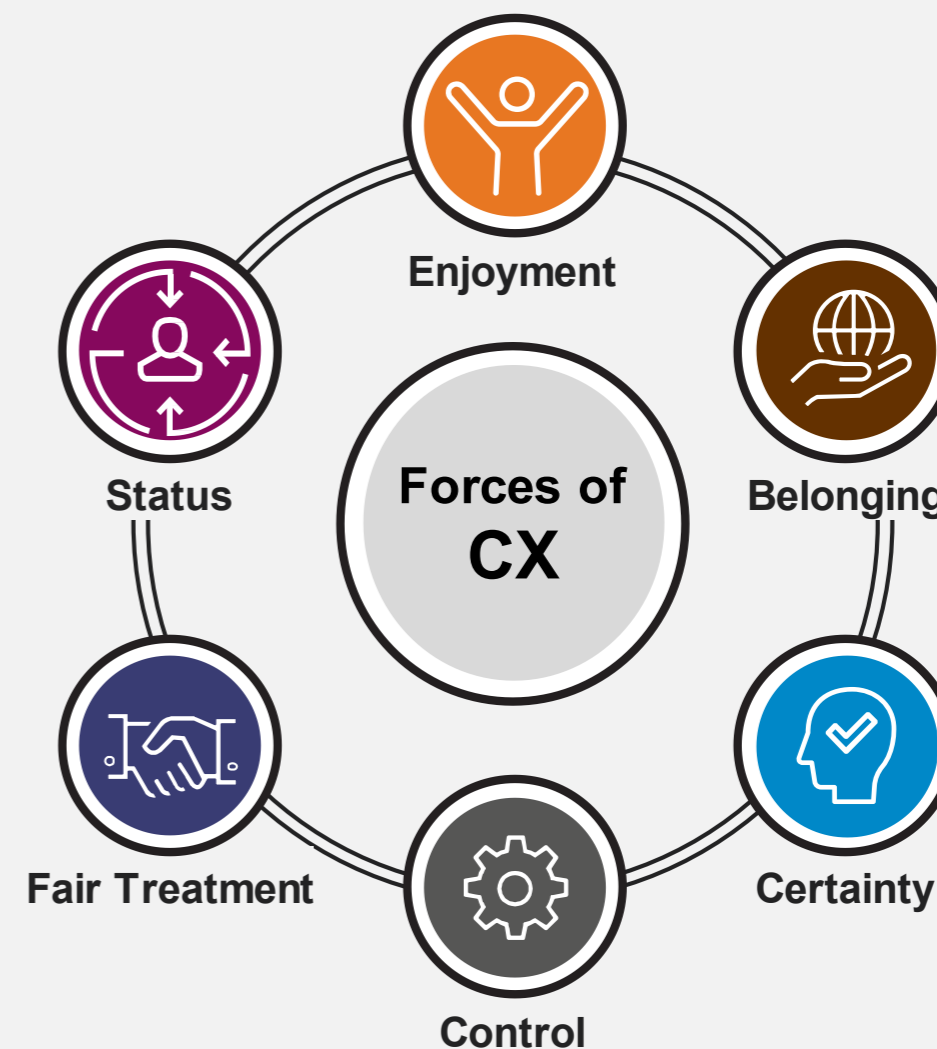 Enjoyment
Status
Belonging
Forces of
CX
Fair Treatment
Certainty
Control